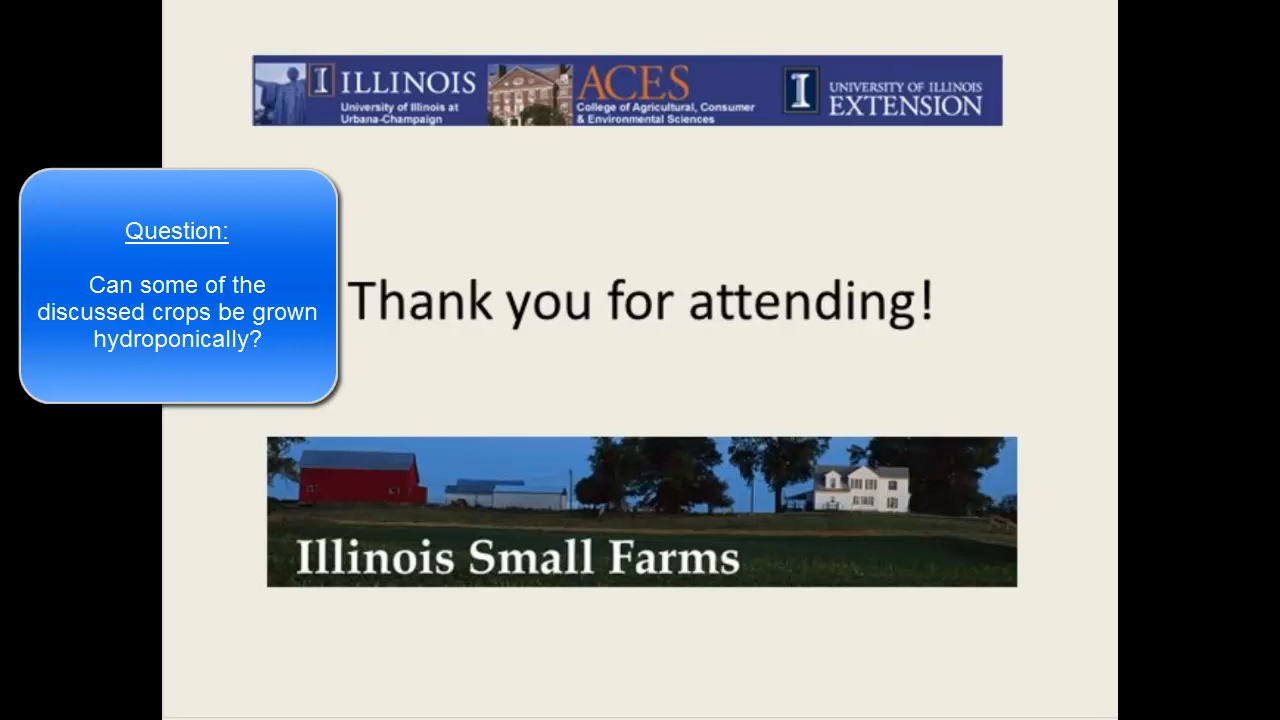 I ILLINOIS
University of Illinois at
Urbana-Champaign
ACES
College of Agricultural, Consumer
& Environmental Sciences
I
UNIVERSITY OF ILLINOIS
EXTENSION
Question:
Can some of the
discussed crops be grown
hydroponically?
Thank you for attending!
Illinois Small Farms